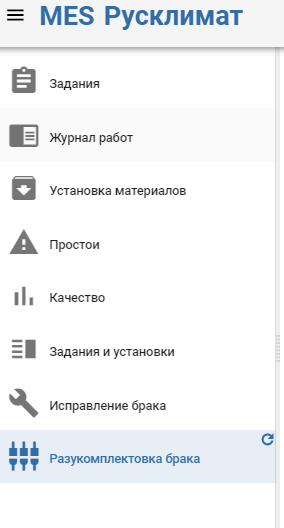 MES Русклимат
Задания
Журнал работ
Установка материалов
Простои
Качество
Задания и установки
Исправление брака
Разукомплектовка брака